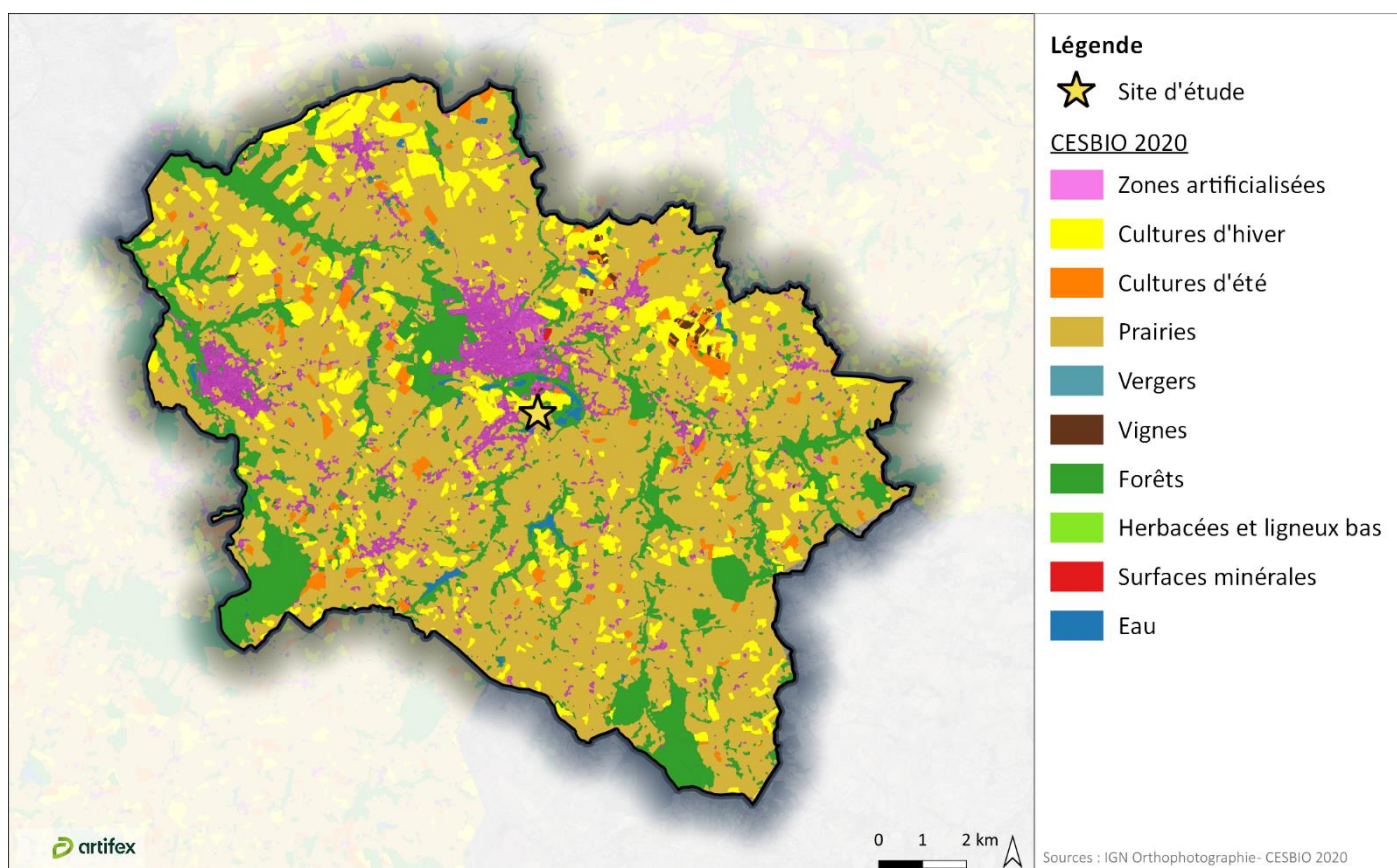 Légende
Site d'étude
CESBIO 2020
Zones artificialisées
Cultures d'hiver
Cultures d'été
Prairies
Vergers
Vignes
Forêts
Herbacées et ligneux bas
Surfaces minérales
Eau
artifex
0 1 2 km
Sources : IGN Orthophotographie- CESBIO 2020